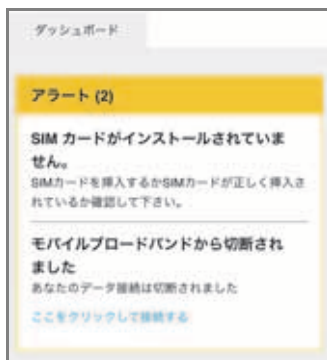 ダッシュボード
アラート (2)
SIM カードがインストールされていま
せん。
SIMカードを挿入するかSIMカードが正しく挿入さ
れているか確認して下さい。
モバイルブロードバンドから切断され
ました
あなたのデータ接続は切断されました
ここをクリックして接続する